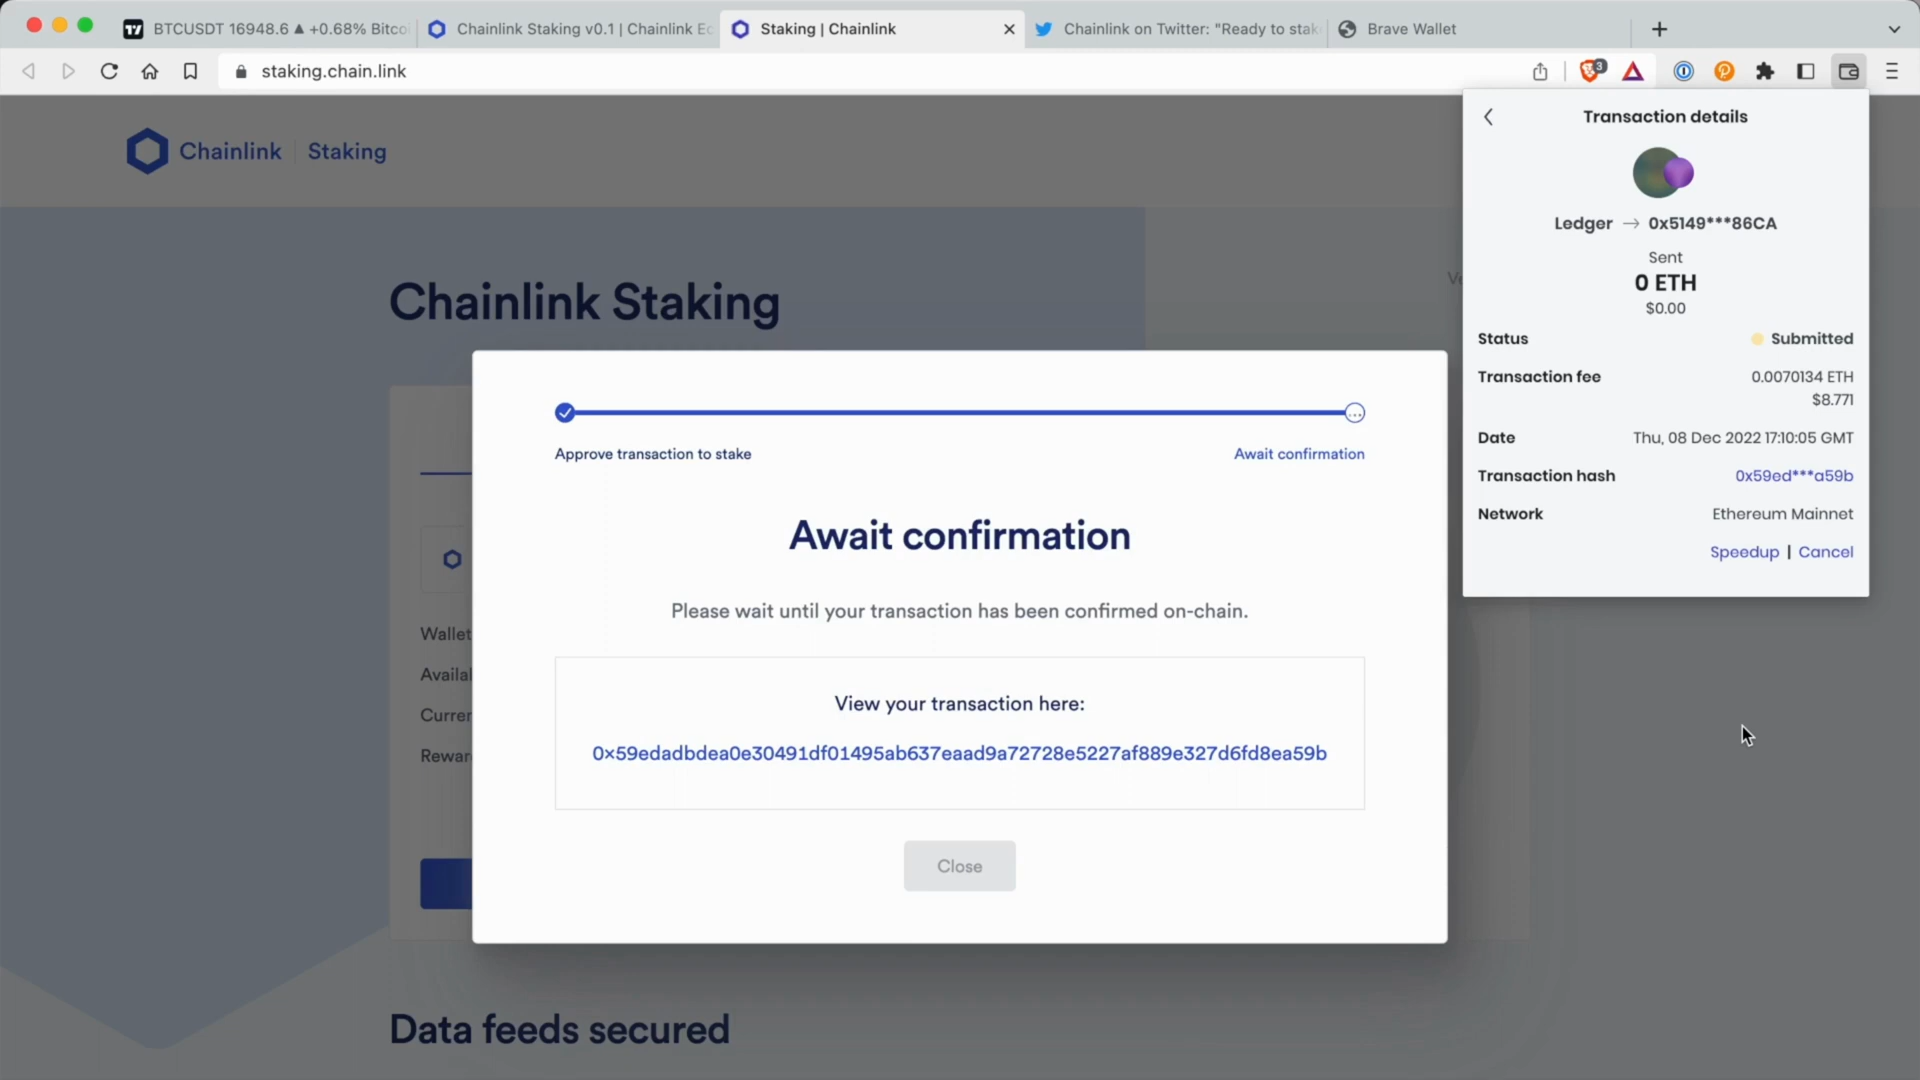 BTCUSDT 16948.6 ▲ +0.68% Bitco
Chainlink Staking v0.1 | Chainlink Ec
Staking | Chainlink
Chainlink on Twitter: "Ready to stak
Brave Wallet
staking.chain.link
3
Chainlink
Staking
Chainlink Staking
Wallet
Availal
Curren
Rewar
Approve transaction to stake
Await confirmation
Await confirmation
Please wait until your transaction has been confirmed on-chain.
View your transaction here:
0x59edadbdea0e30491df01495ab637eaad9a72728e5227af889e327d6fd8ea59b
Close
Data feeds secured
Transaction details
Ledger → 0x5149***86CA
Sent
0 ETH
$0.00
Status
Submitted
Transaction fee
0.0070134 ETH
$8.771
Date
Thu, 08 Dec 2022 17:10:05 GMT
Transaction hash
0x59ed***a59b
Network
Ethereum Mainnet
Speedup | Cancel